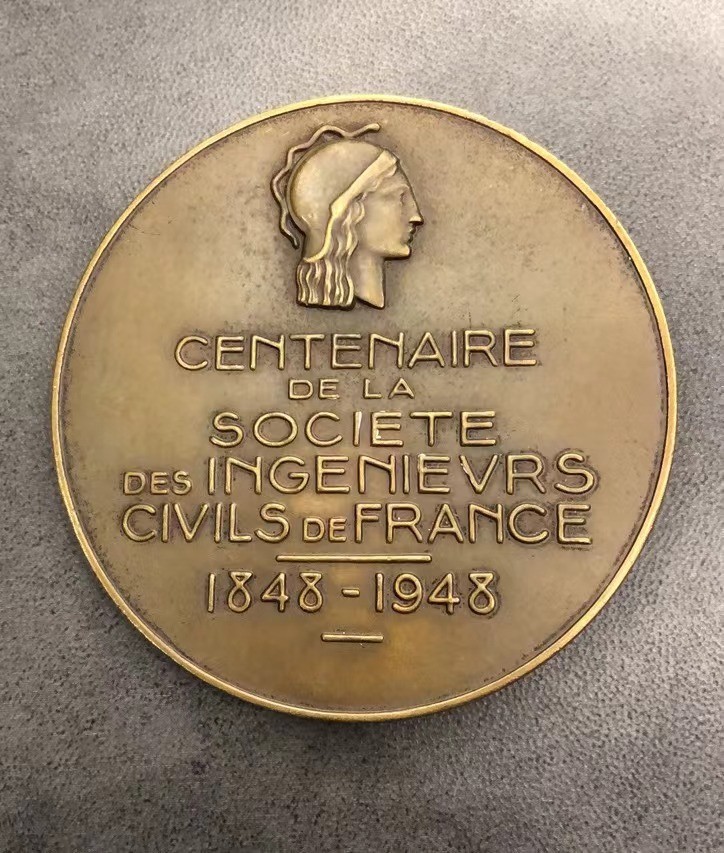 CENTENAIRE
DE LA
SOCIETE
DES INGENIEVRS
CIVILS DE FRANCE
1848-1948